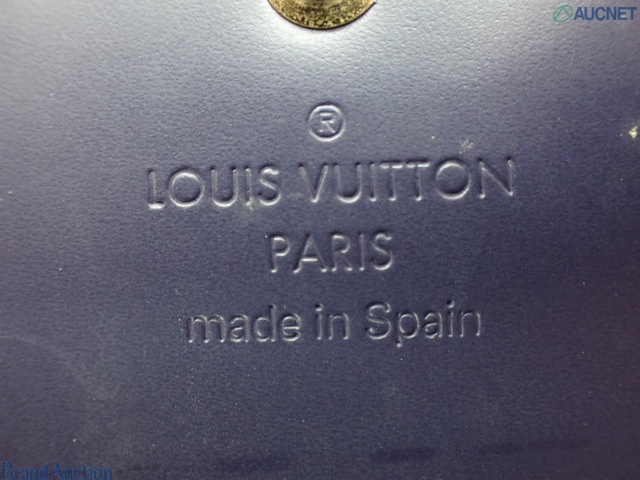 AUCNET
®
LOUIS VUITTON
PARIS
made in Spain
Brand Auction